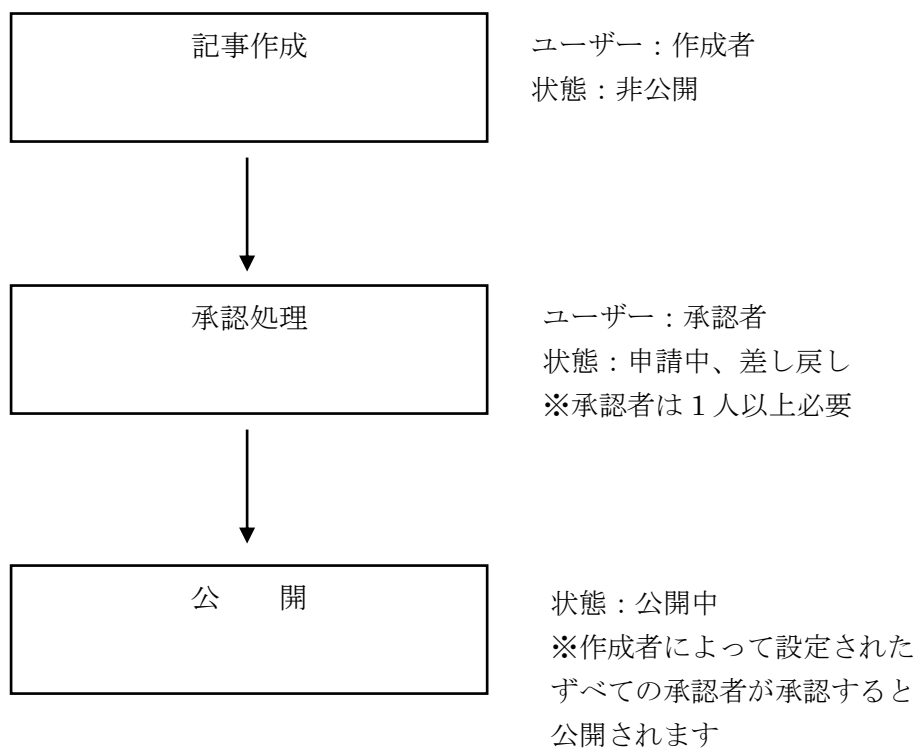 記事作成
ユーザー：作成者
状態：非公開
承認処理
ユーザー：承認者
状態：申請中、差し戻し
※承認者は１人以上必要
公　　開
状態：公開中
※作成者によって設定された
ずべての承認者が承認すると
公開されます